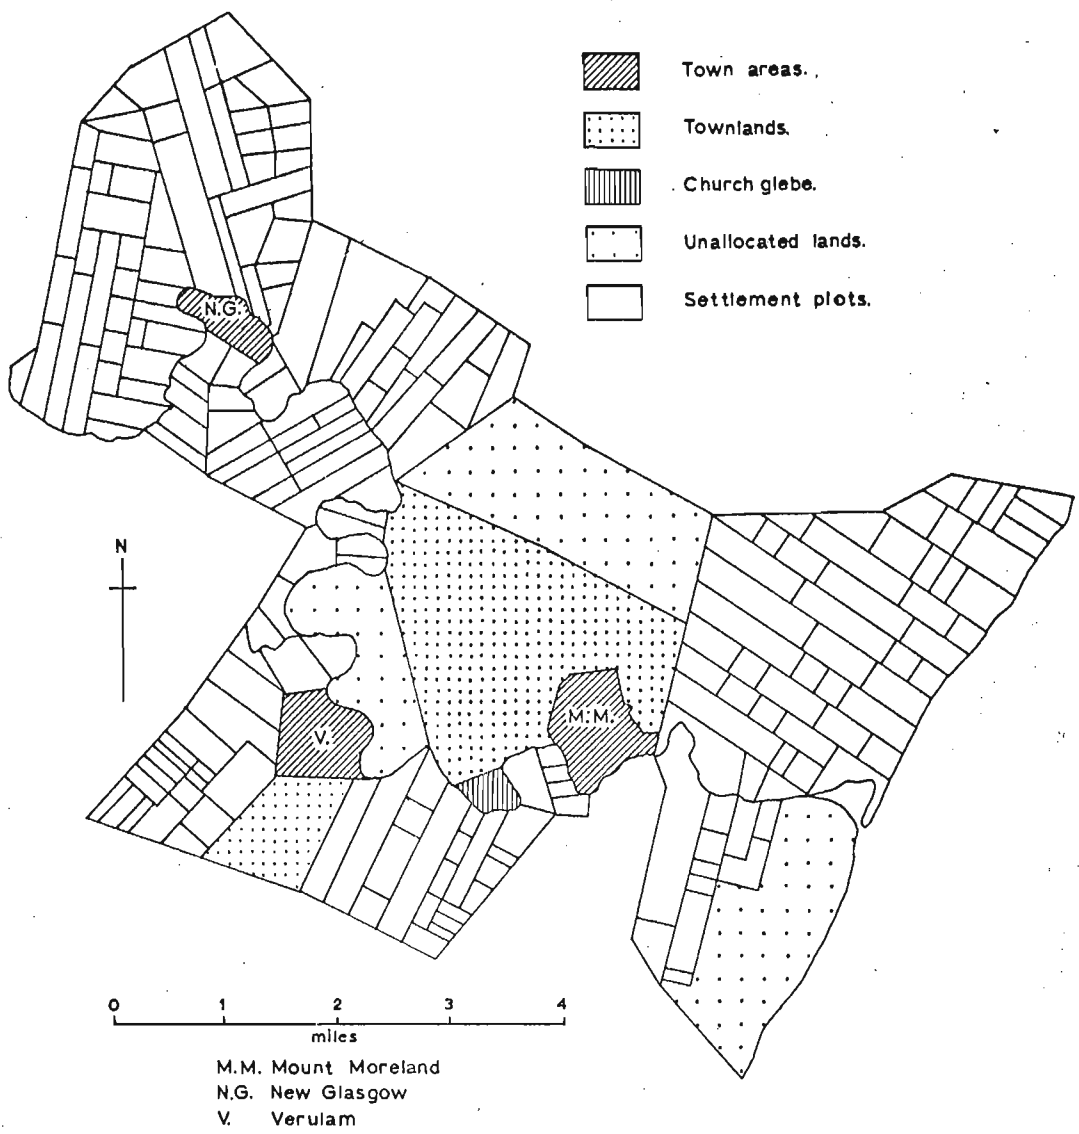 Town areas.
Townlands.
Church glebe.
Unallocated lands.
Settlement plots.
N.G.
N
M.M.
V.
0 1 2 3 4
miles
M.M. Mount Moreland
N.G. New Glasgow
V. Verulam